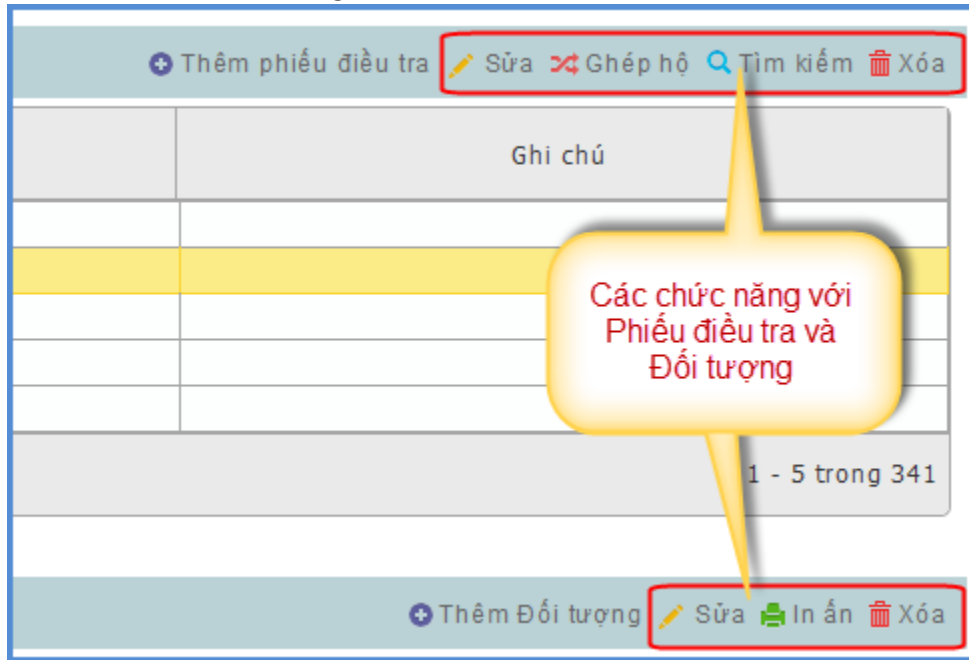 Thêm phiếu điều tra Sửa Ghép hộ Tìm kiếm Xóa
Ghi chú
Các chức năng với
Phiếu điều tra và
Đối tượng
1 - 5 trong 341
Thêm Đối tượng Sửa In ấn Xóa